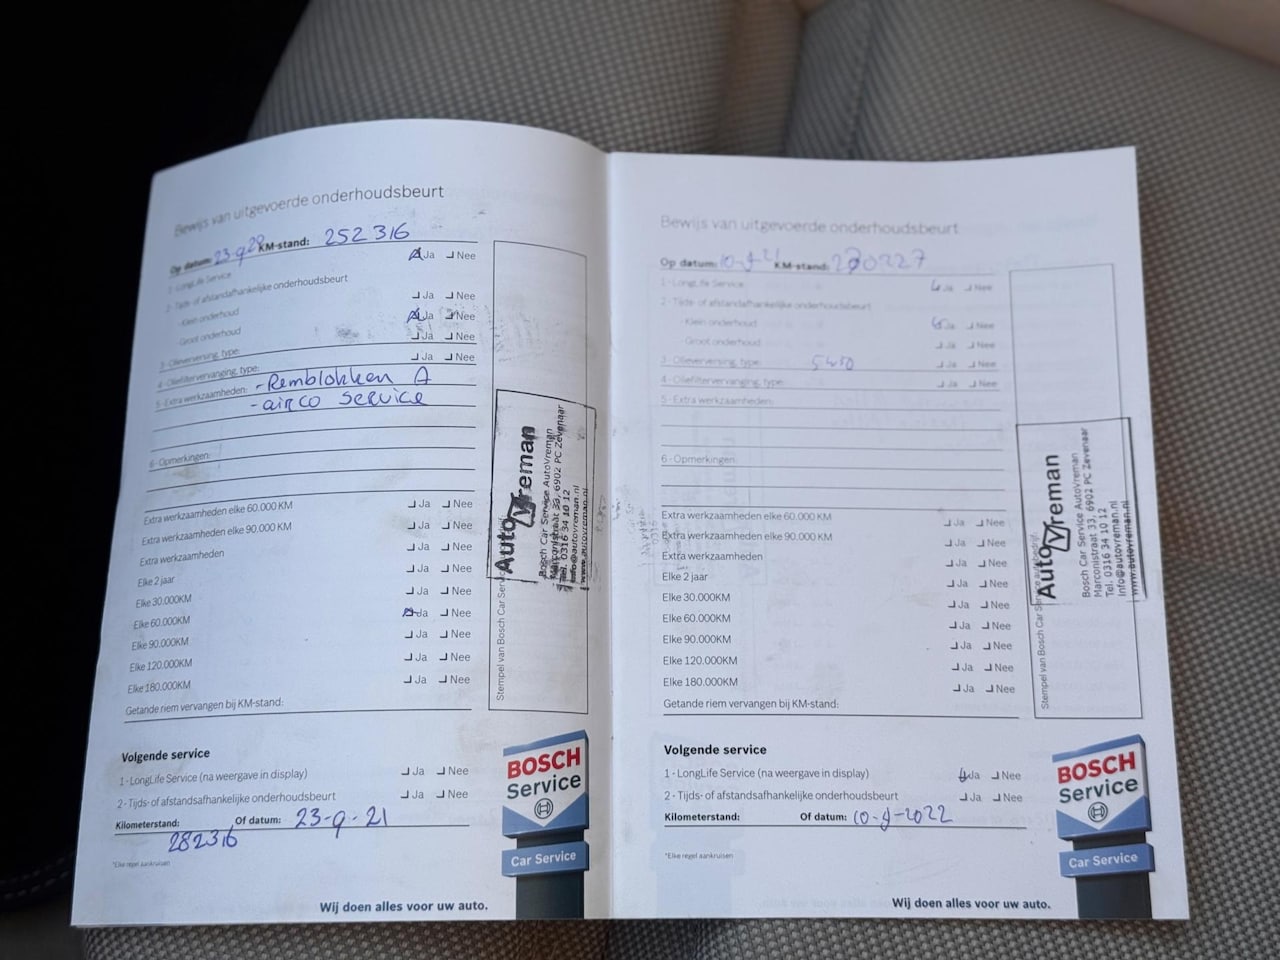 Bewijs van uitgevoerde onderhoudsbeurt
Op datum: 23-9-20 KM-stand: 252 316
1 - LongLife Service Ja Nee
2 - Tijds- of afstandsafhankelijke onderhoudsbeurt
- Klein onderhoud Ja Nee
- Groot onderhoud Ja Nee
3 - Olieverversing, type: Ja Nee
4 - Oliefiltervervanging, type: Ja Nee
5 - Extra werkzaamheden: - Remblokken A
- airco service
6 - Opmerkingen:
Extra werkzaamheden elke 60.000 KM Ja Nee
Extra werkzaamheden elke 90.000 KM Ja Nee
Extra werkzaamheden Ja Nee
Elke 2 jaar Ja Nee
Elke 30.000KM Ja Nee
Elke 60.000KM Ja Nee
Elke 90.000KM Ja Nee
Elke 120.000KM Ja Nee
Elke 180.000KM Ja Nee
Getande riem vervangen bij KM-stand:
Stempel van Bosch Car Service
AutoVreman
Bosch Car Service AutoVreman
Marconistraat 33, 6902 PC Zevenaar
Tel. 0316 34 10 12
info@autovreman.nl
www.autovreman.nl
Volgende service
1 - LongLife Service (na weergave in display) Ja Nee
2 - Tijds- of afstandsafhankelijke onderhoudsbeurt Ja Nee
Kilometerstand: Of datum: 23-9-21
282316
*Elke regel aankruisen
BOSCH
Service
Car Service
Wij doen alles voor uw auto.
Bewijs van uitgevoerde onderhoudsbeurt
Op datum: KM-stand:
1 - LongLife Service Ja Nee
2 - Tijds- of afstandsafhankelijke onderhoudsbeurt
- Klein onderhoud Ja Nee
- Groot onderhoud Ja Nee
3 - Olieverversing, type: 5w30 Ja Nee
4 - Oliefiltervervanging, type: Ja Nee
5 - Extra werkzaamheden:
6 - Opmerkingen:
Extra werkzaamheden elke 60.000 KM Ja Nee
Extra werkzaamheden elke 90.000 KM Ja Nee
Extra werkzaamheden Ja Nee
Elke 2 jaar Ja Nee
Elke 30.000KM Ja Nee
Elke 60.000KM Ja Nee
Elke 90.000KM Ja Nee
Elke 120.000KM Ja Nee
Elke 180.000KM Ja Nee
Getande riem vervangen bij KM-stand:
Stempel van Bosch Car Service autobedrijf:
AutoVreman
Bosch Car Service AutoVreman
Marconistraat 33, 6902 PC Zevenaar
Tel. 0316 34 10 12
Info@autovreman.nl
www.autovreman.nl
Volgende service
1 - LongLife Service (na weergave in display) Ja Nee
2 - Tijds- of afstandsafhankelijke onderhoudsbeurt Ja Nee
Kilometerstand: Of datum:
*Elke regel aankruisen
BOSCH
Service
Car Service
Wij doen alles voor uw auto.